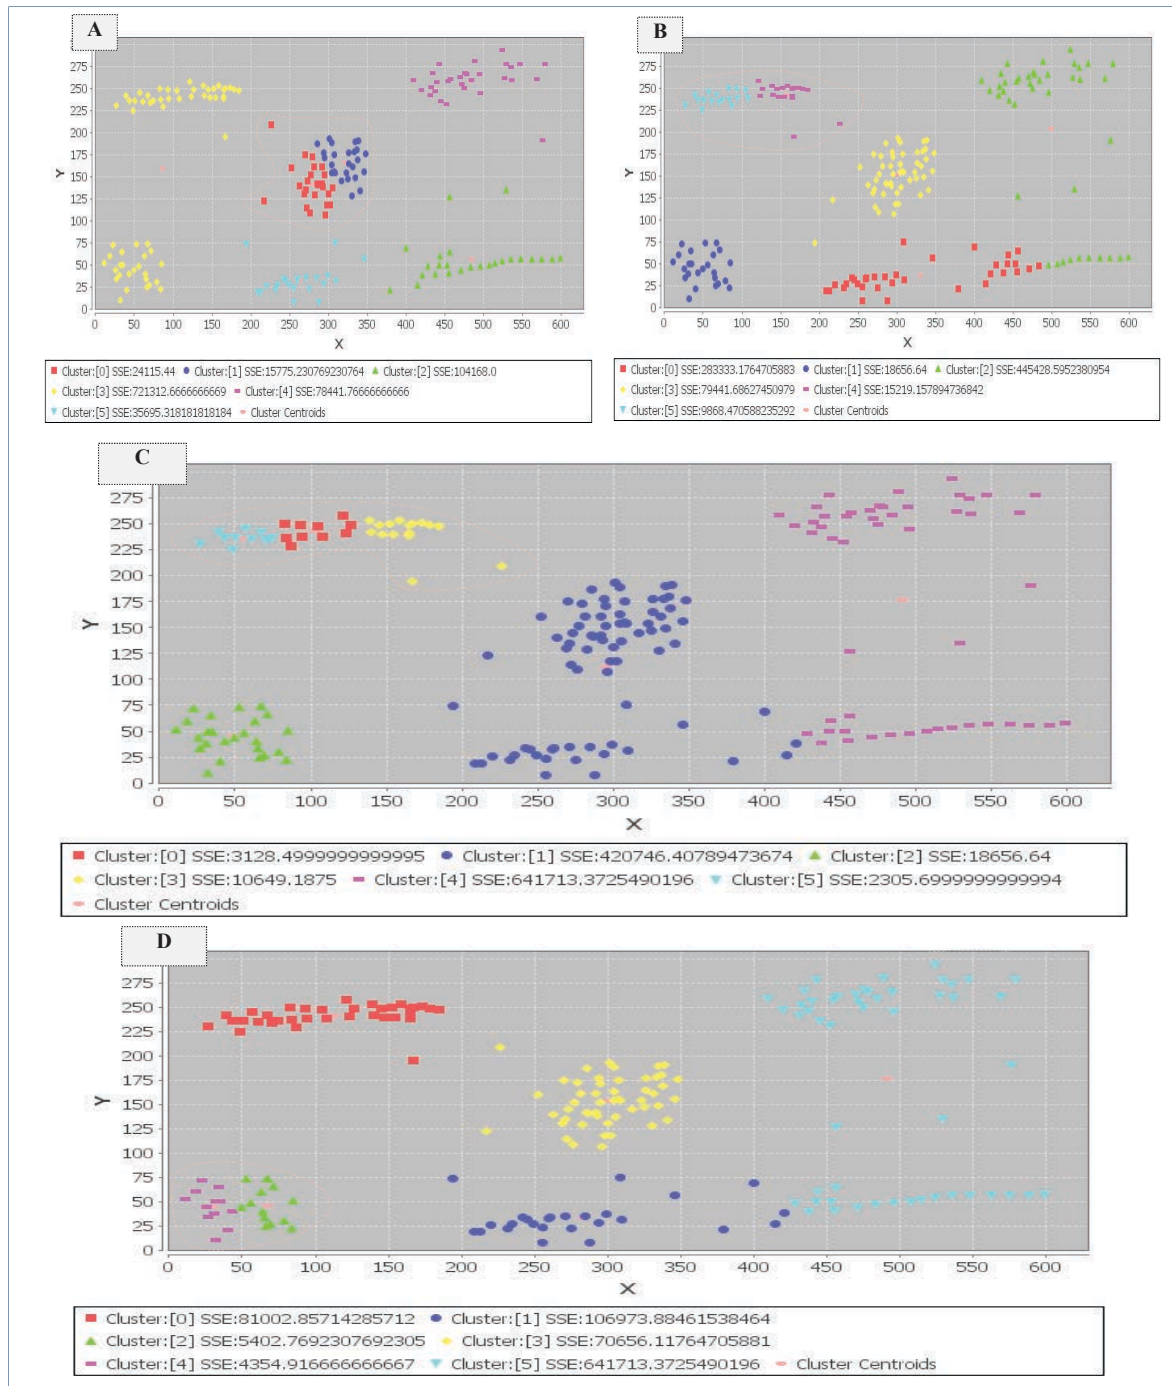 A
275
250
225
200
175
150
125
100
75
50
25
0
Y
0 50 100 150 200 250 300 350 400 450 500 550 600
X
Cluster:[0] SSE:24115.44 Cluster:[1] SSE:15775.230769230764 Cluster:[2] SSE:104168.0
Cluster:[3] SSE:721312.6666666669 Cluster:[4] SSE:78441.76666666666
Cluster:[5] SSE:35695.318181818184 Cluster Centroids
B
275
250
225
200
175
150
125
100
75
50
25
0
Y
0 50 100 150 200 250 300 350 400 450 500 550 600
X
Cluster:[0] SSE:283333.1764705883 Cluster:[1] SSE:18656.64 Cluster:[2] SSE:445428.5952380954
Cluster:[3] SSE:79441.68627450979 Cluster:[4] SSE:15219.157894736842
Cluster:[5] SSE:9868.470588235292 Cluster Centroids
C
275
250
225
200
175
150
125
100
75
50
25
0
Y
0 50 100 150 200 250 300 350 400 450 500 550 600
X
Cluster:[0] SSE:3128.4999999999995 Cluster:[1] SSE:420746.40789473674 Cluster:[2] SSE:18656.64
Cluster:[3] SSE:10649.1875 Cluster:[4] SSE:641713.3725490196 Cluster:[5] SSE:2305.6999999999994
Cluster Centroids
D
275
250
225
200
175
150
125
100
75
50
25
0
Y
0 50 100 150 200 250 300 350 400 450 500 550 600
X
Cluster:[0] SSE:81002.85714285712 Cluster:[1] SSE:106973.88461538464
Cluster:[2] SSE:5402.7692307692305 Cluster:[3] SSE:70656.11764705881
Cluster:[4] SSE:4354.916666666667 Cluster:[5] SSE:641713.3725490196 Cluster Centroids